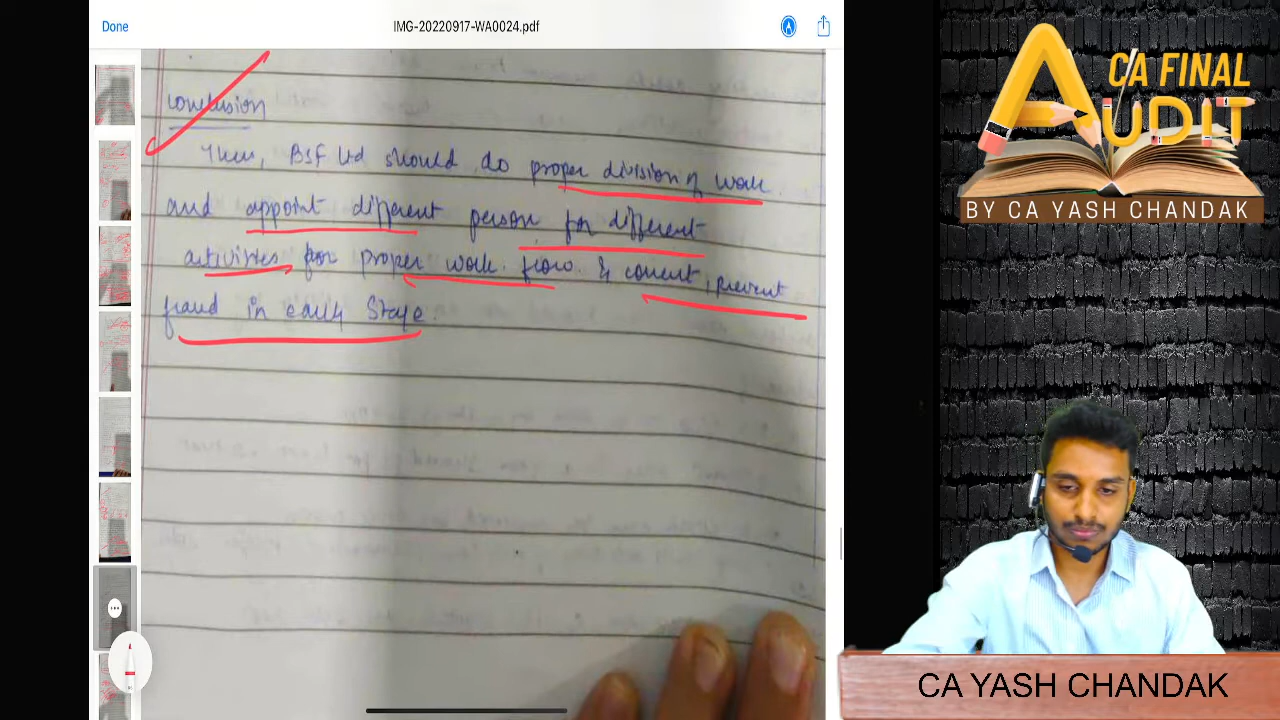 Done
IMG-20220917-WA0024.pdf
Conclusion
Thus, BSF ltd should do proper division of work
and appoint different person for different
activities for proper work flow & correct, prevent
fraud in early stage.
CA FINAL
AUDIT
BY CA YASH CHANDAK
CA YASH CHANDAK